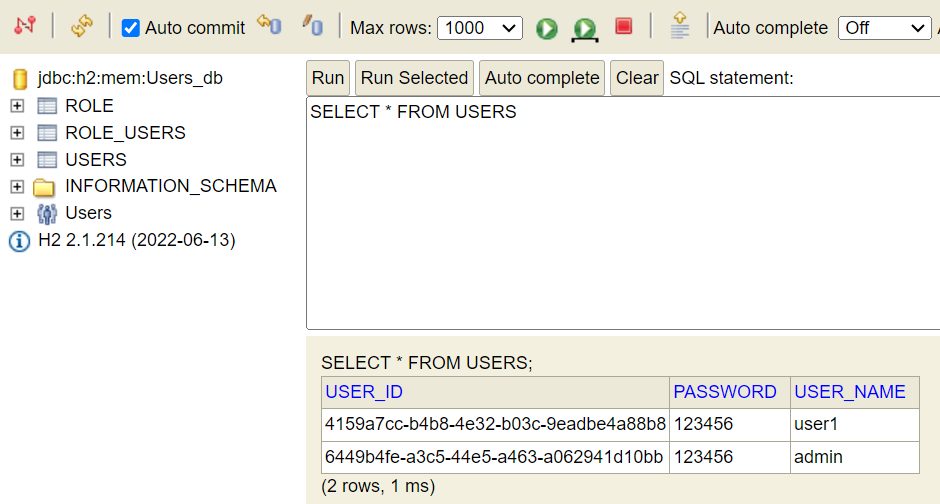 Auto commit Max rows: 1000 Auto complete Off
jdbc:h2:mem:Users_db
ROLE
ROLE_USERS
USERS
INFORMATION_SCHEMA
Users
H2 2.1.214 (2022-06-13)
Run Run Selected Auto complete Clear SQL statement:
SELECT * FROM USERS
SELECT * FROM USERS;
USER_ID PASSWORD USER_NAME
4159a7cc-b4b8-4e32-b03c-9eadbe4a88b8 123456 user1
6449b4fe-a3c5-44e5-a463-a062941d10bb 123456 admin
(2 rows, 1 ms)